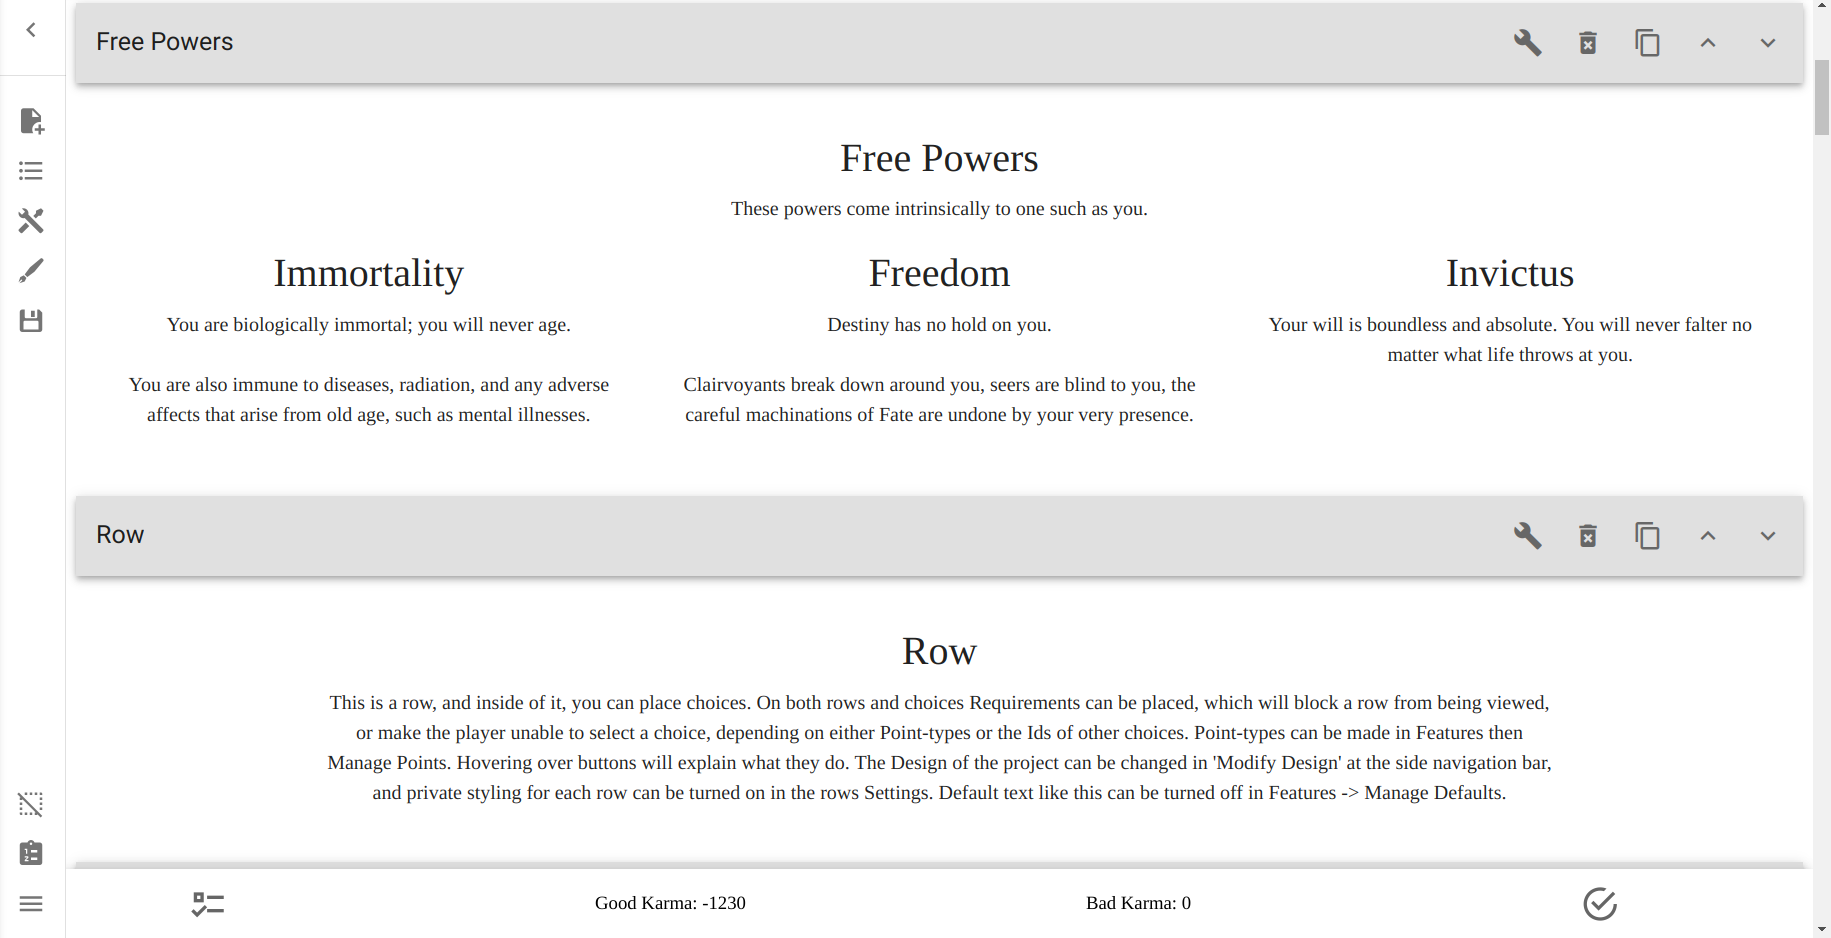 Free Powers
Free Powers
These powers come intrinsically to one such as you.
Immortality
You are biologically immortal; you will never age.
You are also immune to diseases, radiation, and any adverse
affects that arise from old age, such as mental illnesses.
Freedom
Destiny has no hold on you.
Clairvoyants break down around you, seers are blind to you, the
careful machinations of Fate are undone by your very presence.
Invictus
Your will is boundless and absolute. You will never falter no
matter what life throws at you.
Row
Row
This is a row, and inside of it, you can place choices. On both rows and choices Requirements can be placed, which will block a row from being viewed,
or make the player unable to select a choice, depending on either Point-types or the Ids of other choices. Point-types can be made in Features then
Manage Points. Hovering over buttons will explain what they do. The Design of the project can be changed in 'Modify Design' at the side navigation bar,
and private styling for each row can be turned on in the rows Settings. Default text like this can be turned off in Features -> Manage Defaults.
Good Karma: -1230
Bad Karma: 0